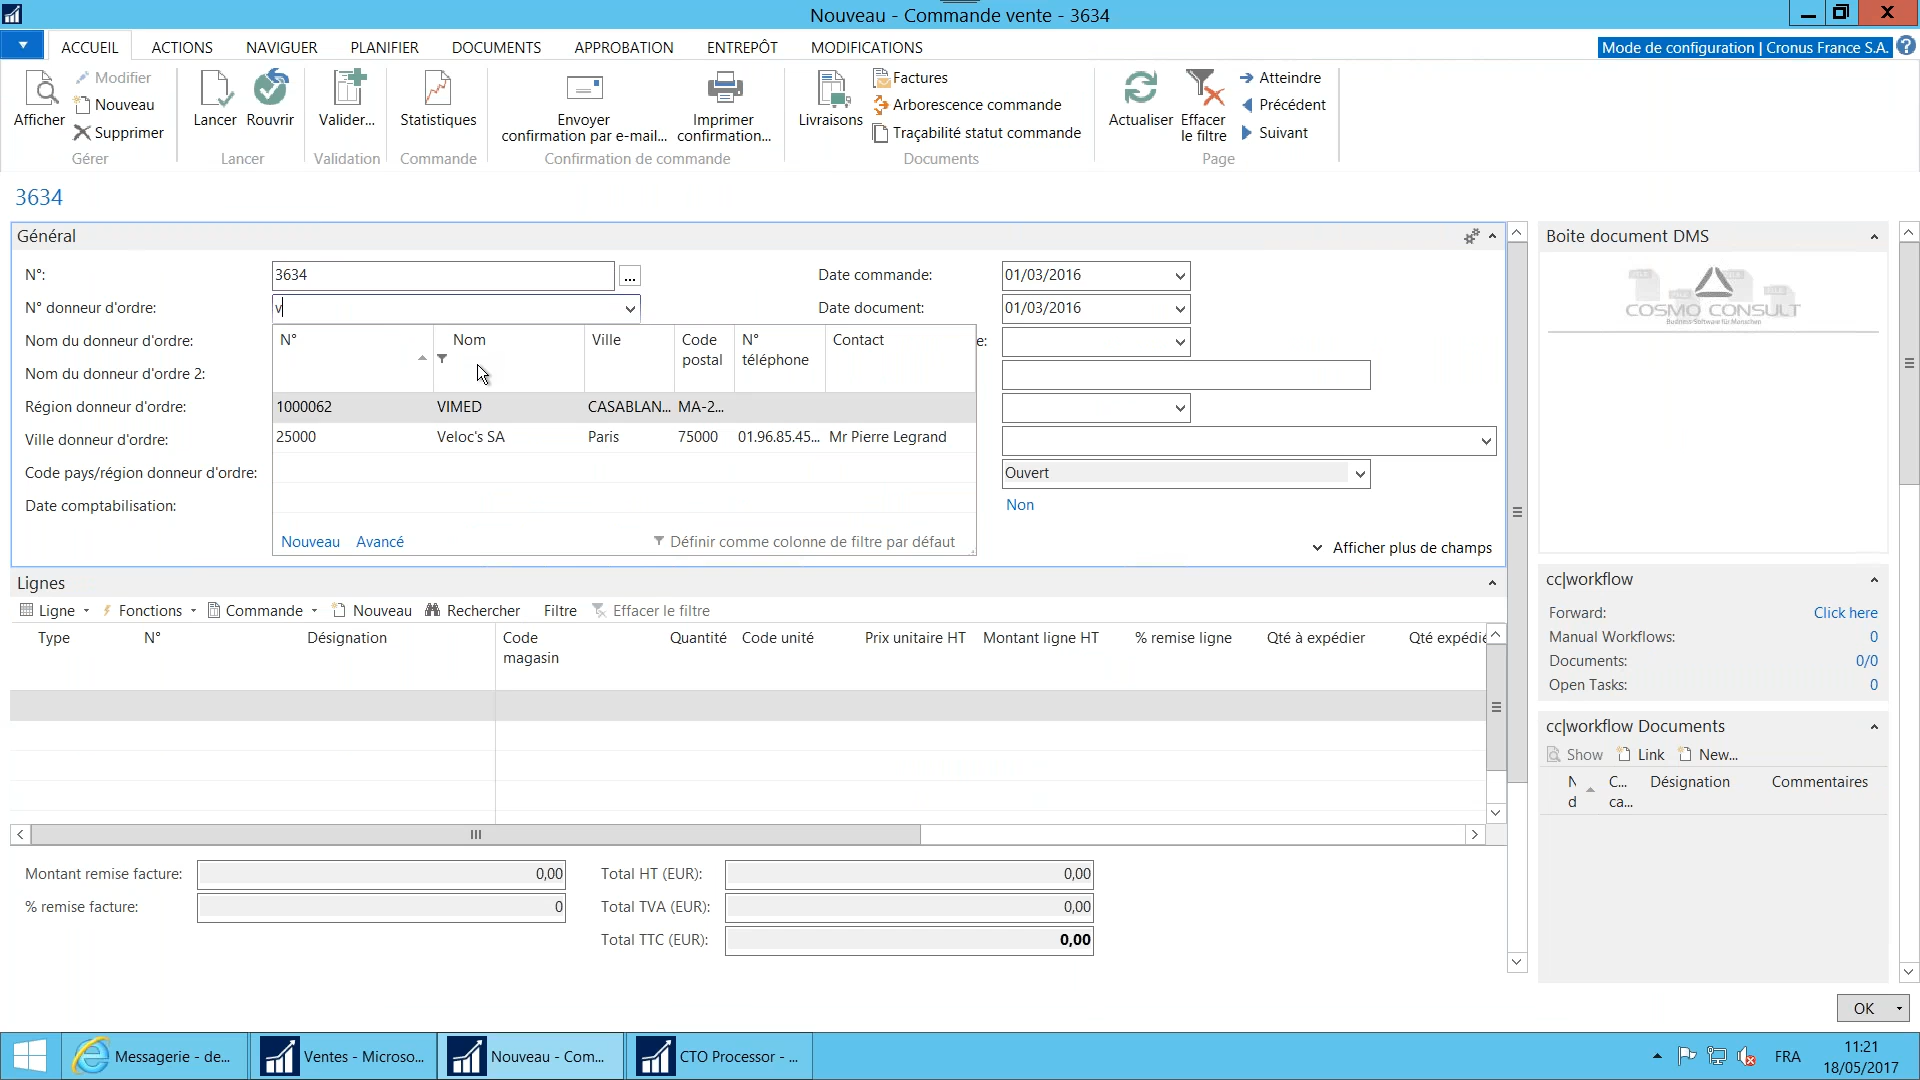 Nouveau - Commande vente - 3634
ACCUEIL ACTIONS NAVIGUER PLANIFIER DOCUMENTS APPROBATION ENTREPÔT MODIFICATIONS
Mode de configuration | Cronus France S.A.
Afficher
Modifier
Nouveau
Supprimer
Gérer
Lancer Rouvrir
Lancer
Valider...
Validation
Statistiques
Commande
Envoyer
confirmation par e-mail...
Imprimer
confirmation...
Confirmation de commande
Livraisons
Factures
Arborescence commande
Traçabilité statut commande
Documents
Actualiser
Effacer
le filtre
Atteindre
Précédent
Suivant
Page
3634
Général
N°: 3634 ...
N° donneur d'ordre: v
Nom du donneur d'ordre:
Nom du donneur d'ordre 2:
Région donneur d'ordre:
Ville donneur d'ordre:
Code pays/région donneur d'ordre:
Date comptabilisation:
N° Nom Ville Code postal N° téléphone Contact
1000062 VIMED CASABLAN... MA-2...
25000 Veloc's SA Paris 75000 01.96.85.45... Mr Pierre Legrand
Nouveau Avancé Définir comme colonne de filtre par défaut
Date commande: 01/03/2016
Date document: 01/03/2016
e:
Ouvert
Non
Afficher plus de champs
Lignes
Ligne Fonctions Commande Nouveau Rechercher Filtre Effacer le filtre
Type N° Désignation Code magasin Quantité Code unité Prix unitaire HT Montant ligne HT % remise ligne Qté à expédier Qté expédié
Montant remise facture: 0,00
% remise facture: 0
Total HT (EUR): 0,00
Total TVA (EUR): 0,00
Total TTC (EUR): 0,00
Boite document DMS
COSMO CONSULT
Business-Software für Menschen
cc|workflow
Forward: Click here
Manual Workflows: 0
Documents: 0/0
Open Tasks: 0
cc|workflow Documents
Show Link New...
N d C... ca... Désignation Commentaires
OK
Messagerie - de... Ventes - Microso... Nouveau - Com... CTO Processor - ...
FRA
11:21
18/05/2017